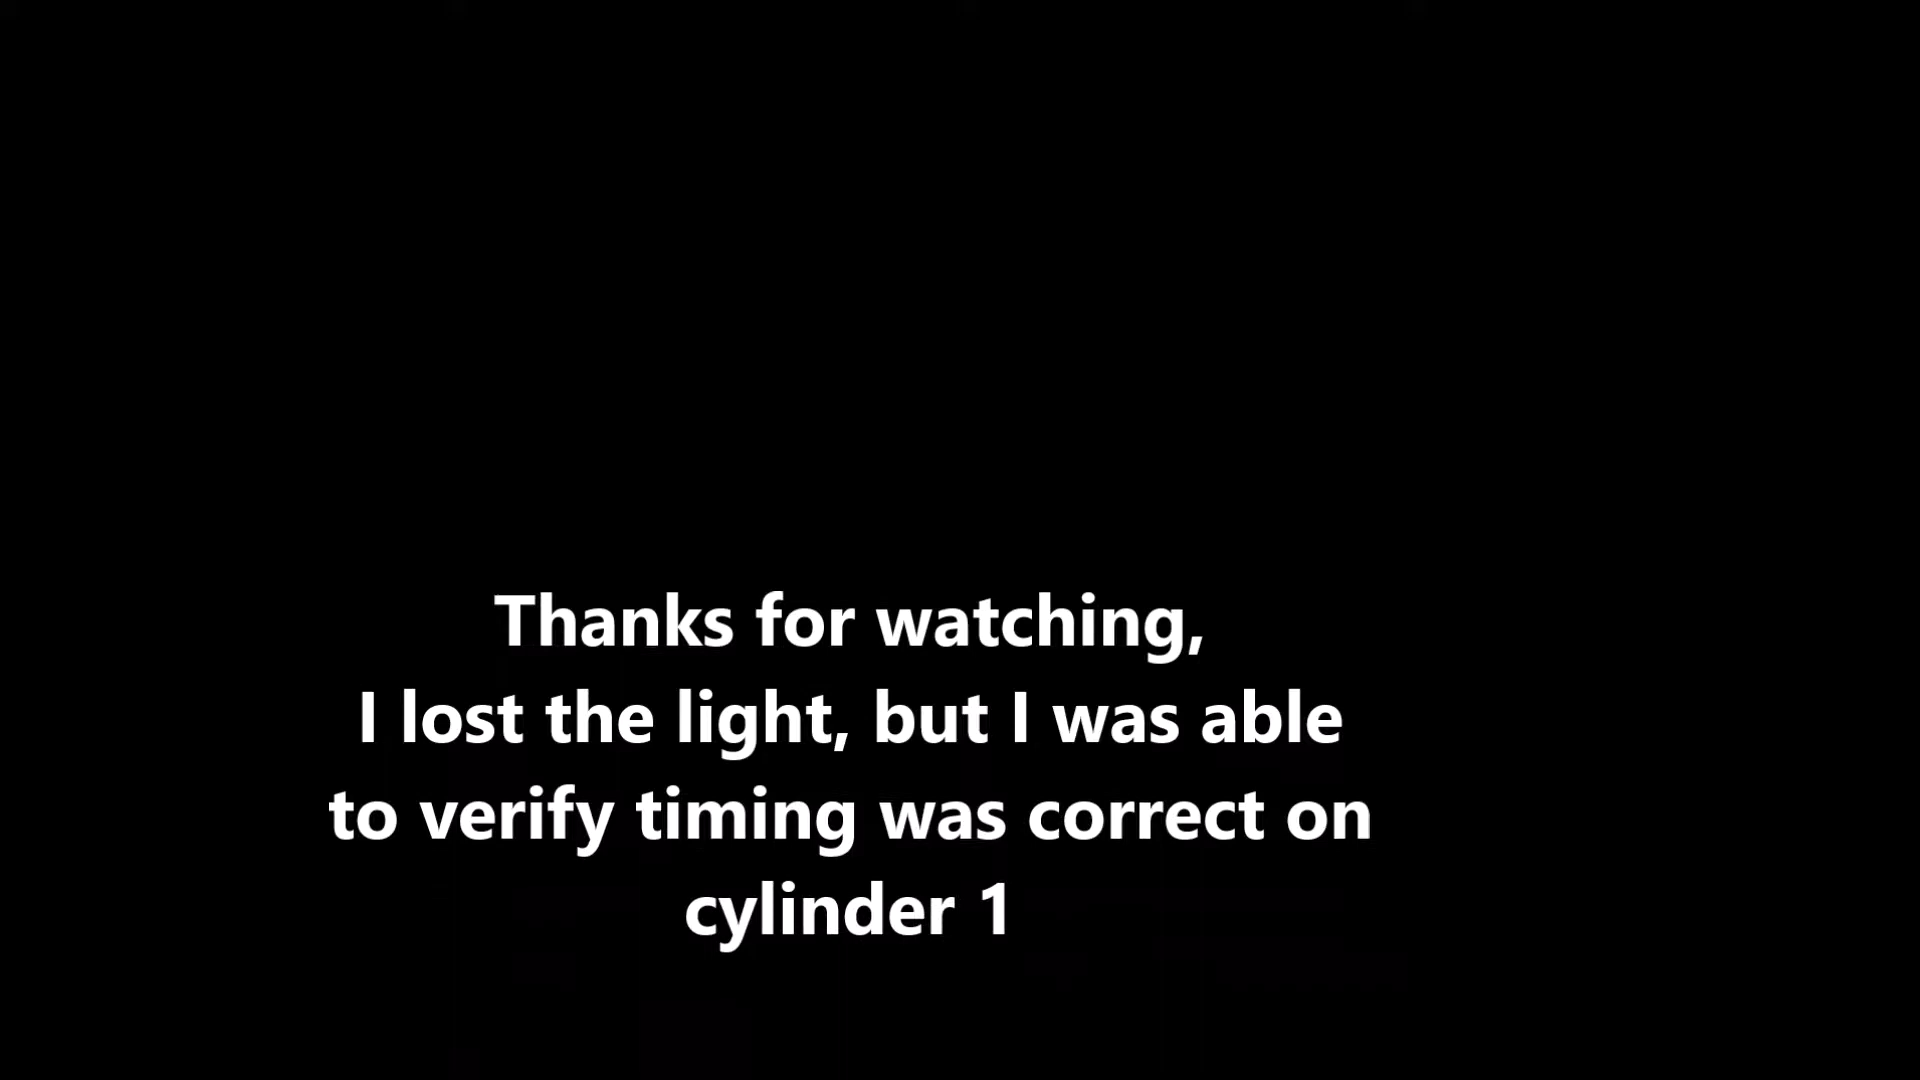 Thanks for watching,
I lost the light, but I was able
to verify timing was correct on
cylinder 1